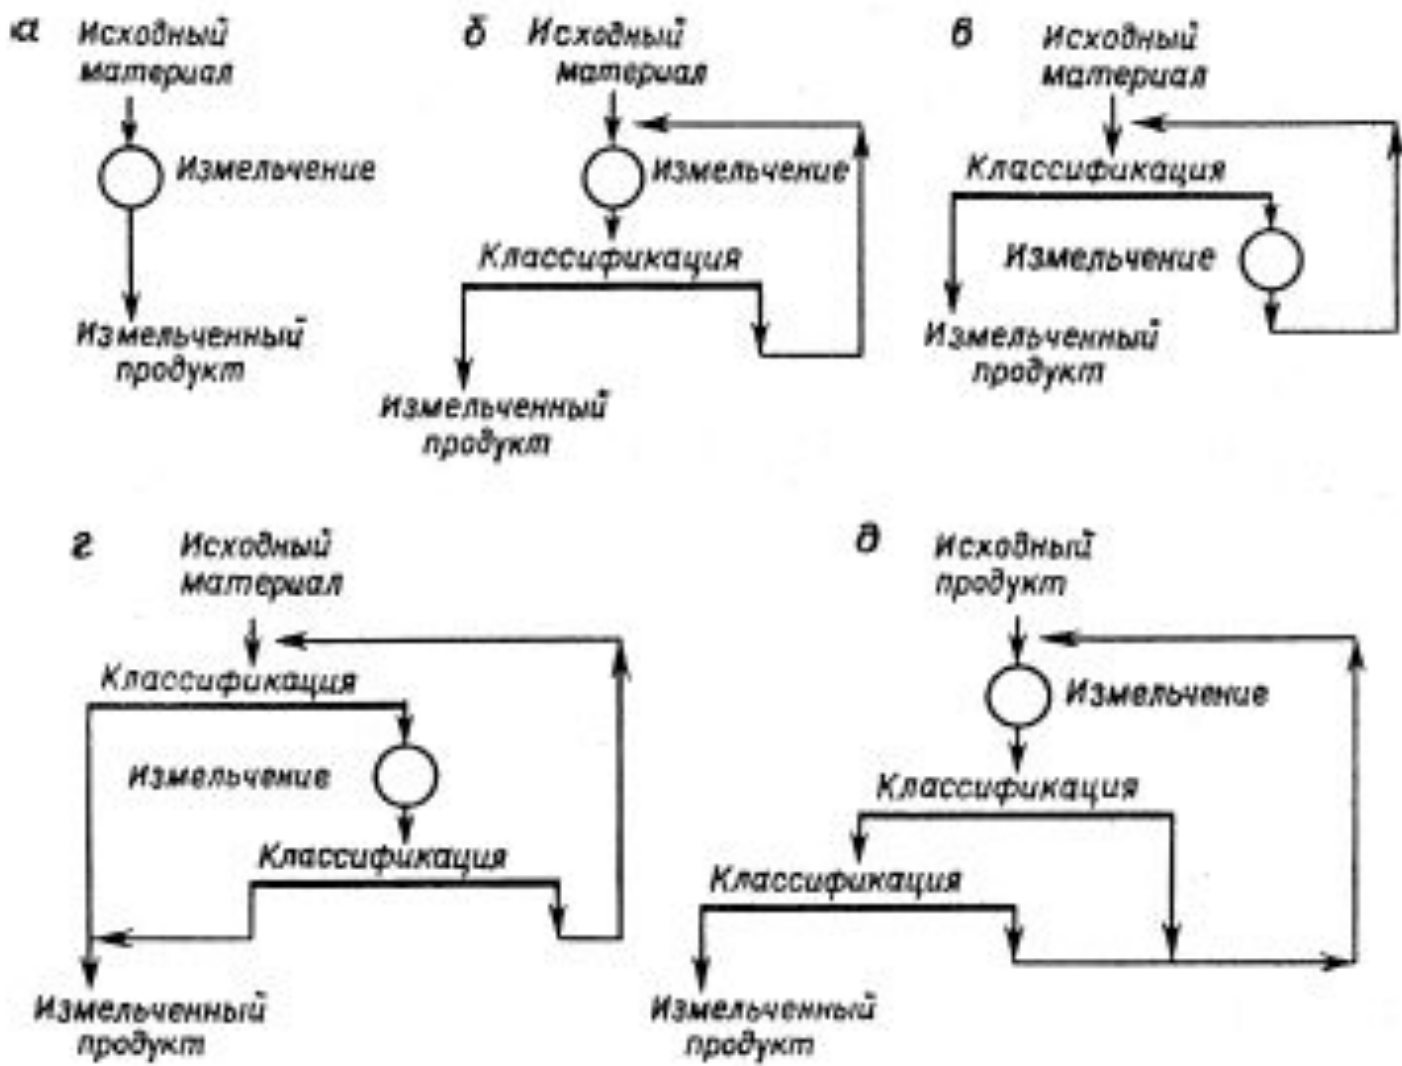 а
Исходный
материал
Измельчение
Измельченный
продукт
б
Исходный
материал
Измельчение
Классификация
Измельченный
продукт
в
Исходный
материал
Классификация
Измельчение
Измельченный
продукт
г
Исходный
материал
Классификация
Измельчение
Классификация
Измельченный
продукт
д
Исходный
продукт
Измельчение
Классификация
Классификация
Измельченный
продукт